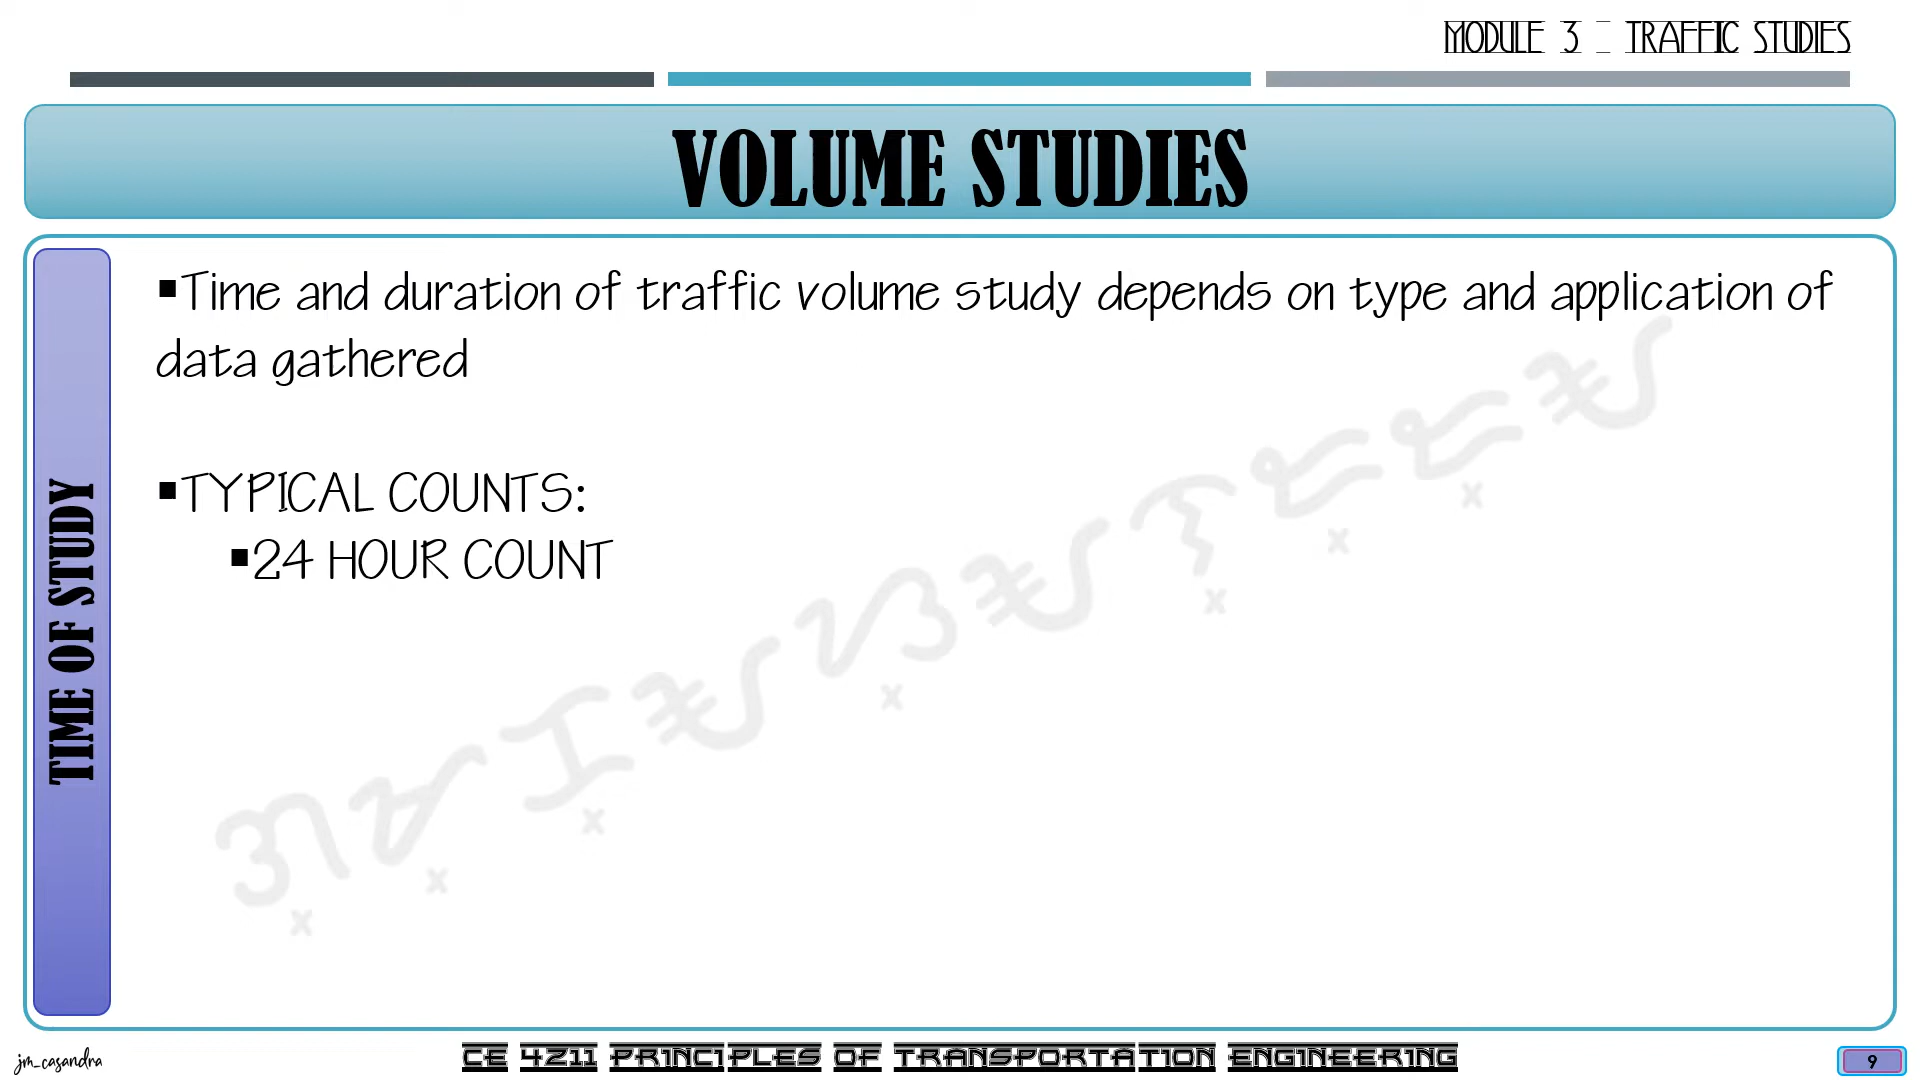 MODULE 3 – TRAFFIC STUDIES
VOLUME STUDIES
TIME OF STUDY
▪Time and duration of traffic volume study depends on type and application of
data gathered
▪TYPICAL COUNTS:
▪24 HOUR COUNT
jm_casandra
CE 4211 PRINCIPLES OF TRANSPORTATION ENGINEERING
9